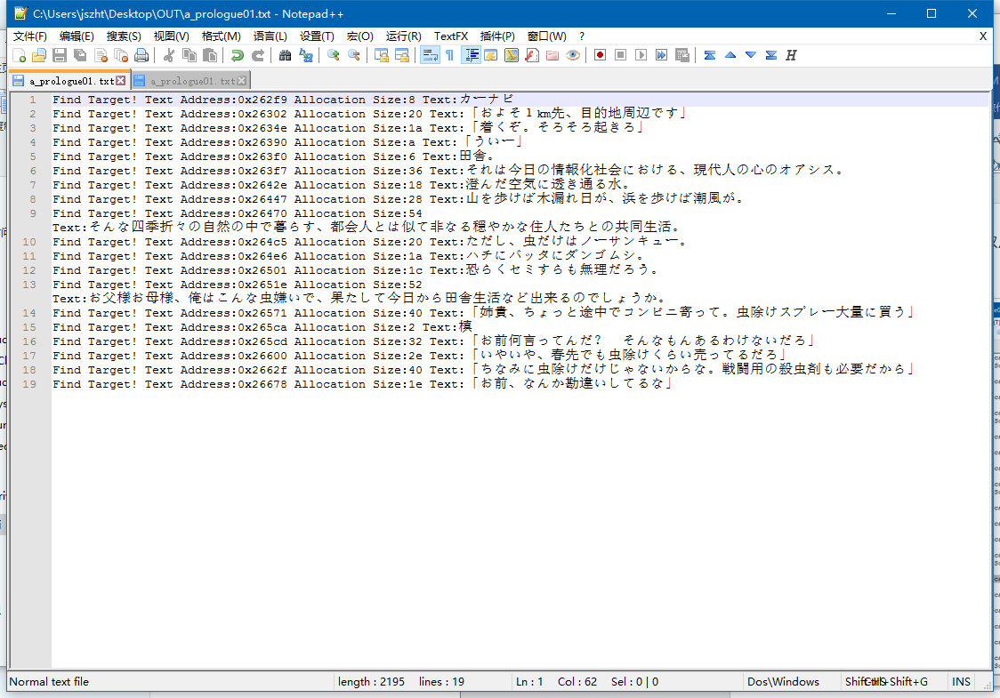 C:\Users\jszht\Desktop\OUT\a_prologue01.txt - Notepad++
文件(F) 编辑(E) 搜索(S) 视图(V) 格式(M) 语言(L) 设置(T) 宏(O) 运行(R) TextFX 插件(P) 窗口(W) ? X
a_prologue01.txt a_prologue01.txt
1 Find Target! Text Address:0x262f9 Allocation Size:8 Text:カーナビ
2 Find Target! Text Address:0x26302 Allocation Size:20 Text:「およそ１㎞先、目的地周辺です」
3 Find Target! Text Address:0x2634e Allocation Size:1a Text:「着くぞ。そろそろ起きろ」
4 Find Target! Text Address:0x26390 Allocation Size:a Text:「ういー」
5 Find Target! Text Address:0x263f0 Allocation Size:6 Text:田舎。
6 Find Target! Text Address:0x263f7 Allocation Size:36 Text:それは今日の情報化社会における、現代人の心のオアシス。
7 Find Target! Text Address:0x2642e Allocation Size:18 Text:澄んだ空気に透き通る水。
8 Find Target! Text Address:0x26447 Allocation Size:28 Text:山を歩けば木漏れ日が、浜を歩けば潮風が。
9 Find Target! Text Address:0x26470 Allocation Size:54
Text:そんな四季折々の自然の中で暮らす、都会人とは似て非なる穏やかな住人たちとの共同生活。
10 Find Target! Text Address:0x264c5 Allocation Size:20 Text:ただし、虫だけはノーサンキュー。
11 Find Target! Text Address:0x264e6 Allocation Size:1a Text:ハチにバッタにダンゴムシ。
12 Find Target! Text Address:0x26501 Allocation Size:1c Text:恐らくセミすらも無理だろう。
13 Find Target! Text Address:0x2651e Allocation Size:52
Text:お父様お母様、俺はこんな虫嫌いで、果たして今日から田舎生活など出来るのでしょうか。
14 Find Target! Text Address:0x26571 Allocation Size:40 Text:「姉貴、ちょっと途中でコンビニ寄って。虫除けスプレー大量に買う」
15 Find Target! Text Address:0x265ca Allocation Size:2 Text:槙
16 Find Target! Text Address:0x265cd Allocation Size:32 Text:「お前何言ってんだ？　そんなもんあるわけないだろ」
17 Find Target! Text Address:0x26600 Allocation Size:2e Text:「いやいや、春先でも虫除けくらい売ってるだろ」
18 Find Target! Text Address:0x2662f Allocation Size:40 Text:「ちなみに虫除けだけじゃないからな。戦闘用の殺虫剤も必要だから」
19 Find Target! Text Address:0x26678 Allocation Size:1e Text:「お前、なんか勘違いしてるな」
Normal text file length : 2195 lines : 19 Ln : 1 Col : 62 Sel : 0 | 0 Dos\Windows INS